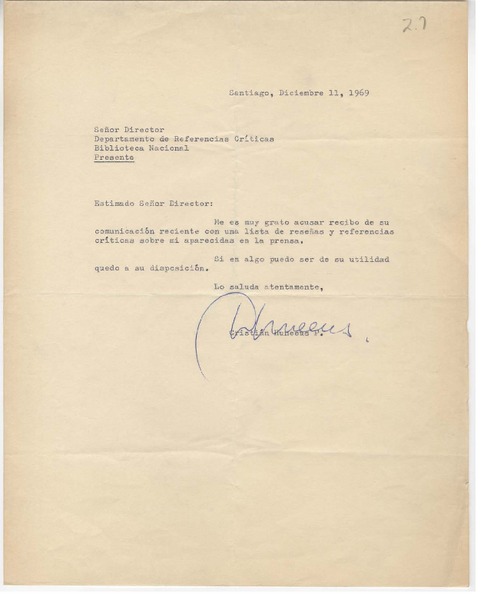 27
Santiago, Diciembre 11, 1969
Señor Director
Departamento de Referencias Críticas
Biblioteca Nacional
Presente
Estimado Señor Director:
Me es muy grato acusar recibo de su
comunicación reciente con una lista de reseñas y referencias
críticas sobre mi aparecidas en la prensa.
Si en algo puedo ser de su utilidad
quedo a su disposición.
Lo saluda atentamente,
Cristián Huneeus P.